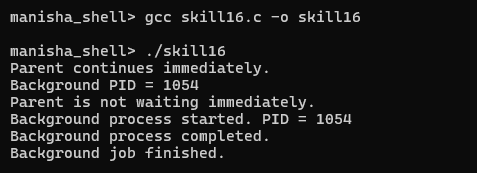 manisha_shell> gcc skill16.c -o skill16
manisha_shell> ./skill16
Parent continues immediately.
Background PID = 1054
Parent is not waiting immediately.
Background process started. PID = 1054
Background process completed.
Background job finished.